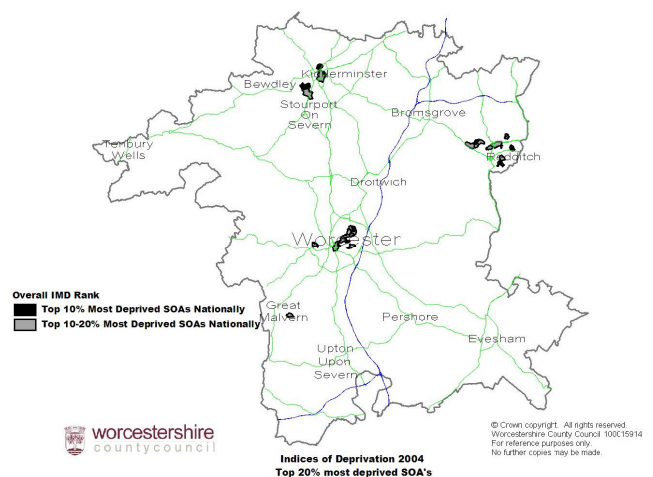 Kidderminster
Bewdley
Stourport
On
Severn
Bromsgrove
Tenbury
Wells
Redditch
Droitwich
Worcester
Overall IMD Rank
Top 10% Most Deprived SOAs Nationally
Top 10-20% Most Deprived SOAs Nationally
Great
Malvern
Pershore
Evesham
Upton
Upon
Severn
worcestershire
countycouncil
Indices of Deprivation 2004
Top 20% most deprived SOA's
© Crown copyright. All rights reserved.
Worcestershire County Council 100015914
For reference purposes only.
No further copies may be made.